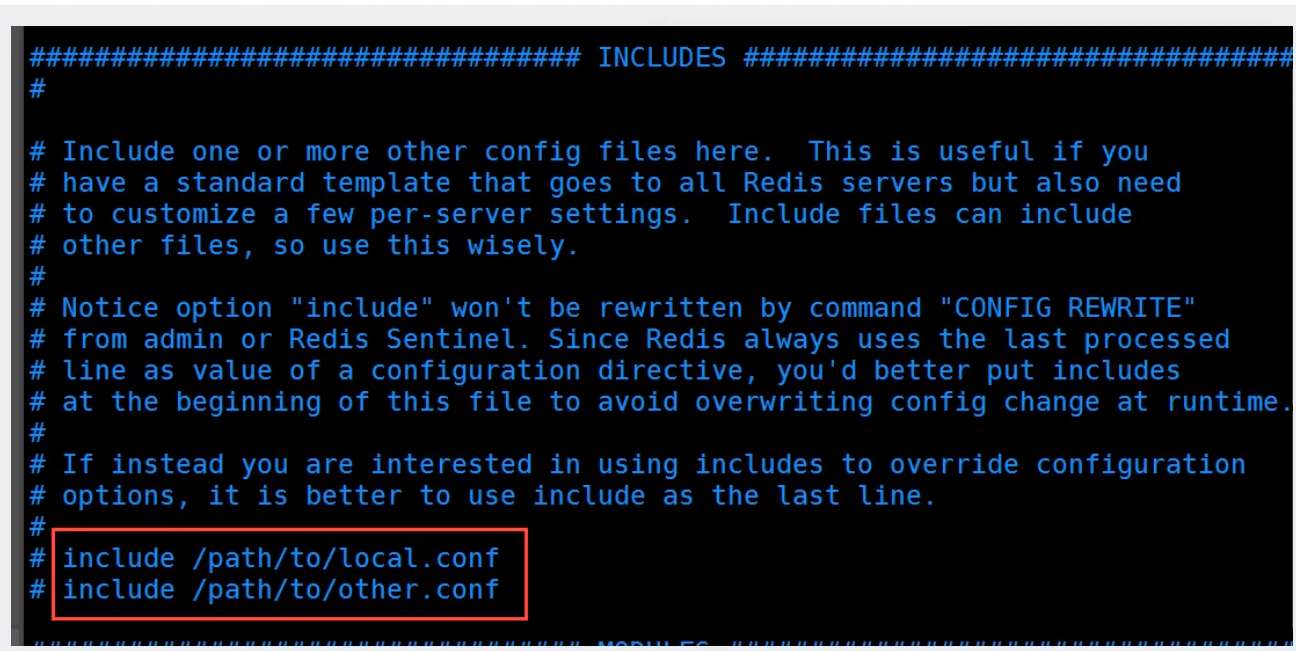 ################################## INCLUDES ##################################
#
# Include one or more other config files here.  This is useful if you
# have a standard template that goes to all Redis servers but also need
# to customize a few per-server settings.  Include files can include
# other files, so use this wisely.
#
# Notice option "include" won't be rewritten by command "CONFIG REWRITE"
# from admin or Redis Sentinel. Since Redis always uses the last processed
# line as value of a configuration directive, you'd better put includes
# at the beginning of this file to avoid overwriting config change at runtime.
#
# If instead you are interested in using includes to override configuration
# options, it is better to use include as the last line.
#
# include /path/to/local.conf
# include /path/to/other.conf
################################## MODULES ##################################